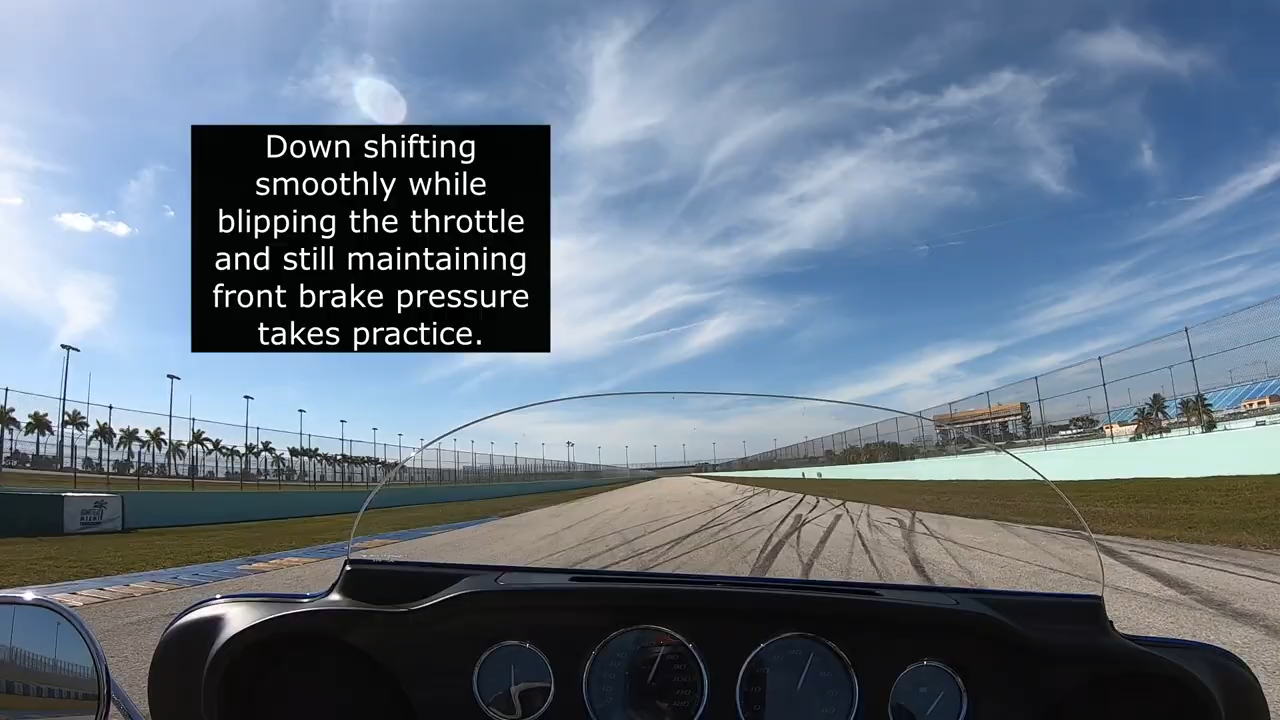 Down shifting
smoothly while
blipping the throttle
and still maintaining
front brake pressure
takes practice.